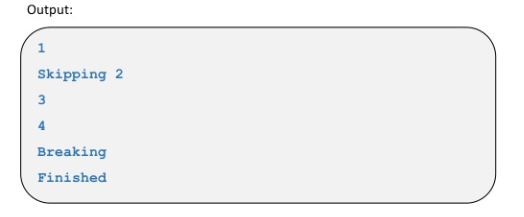 Output:
1
Skipping 2
3
4
Breaking
Finished